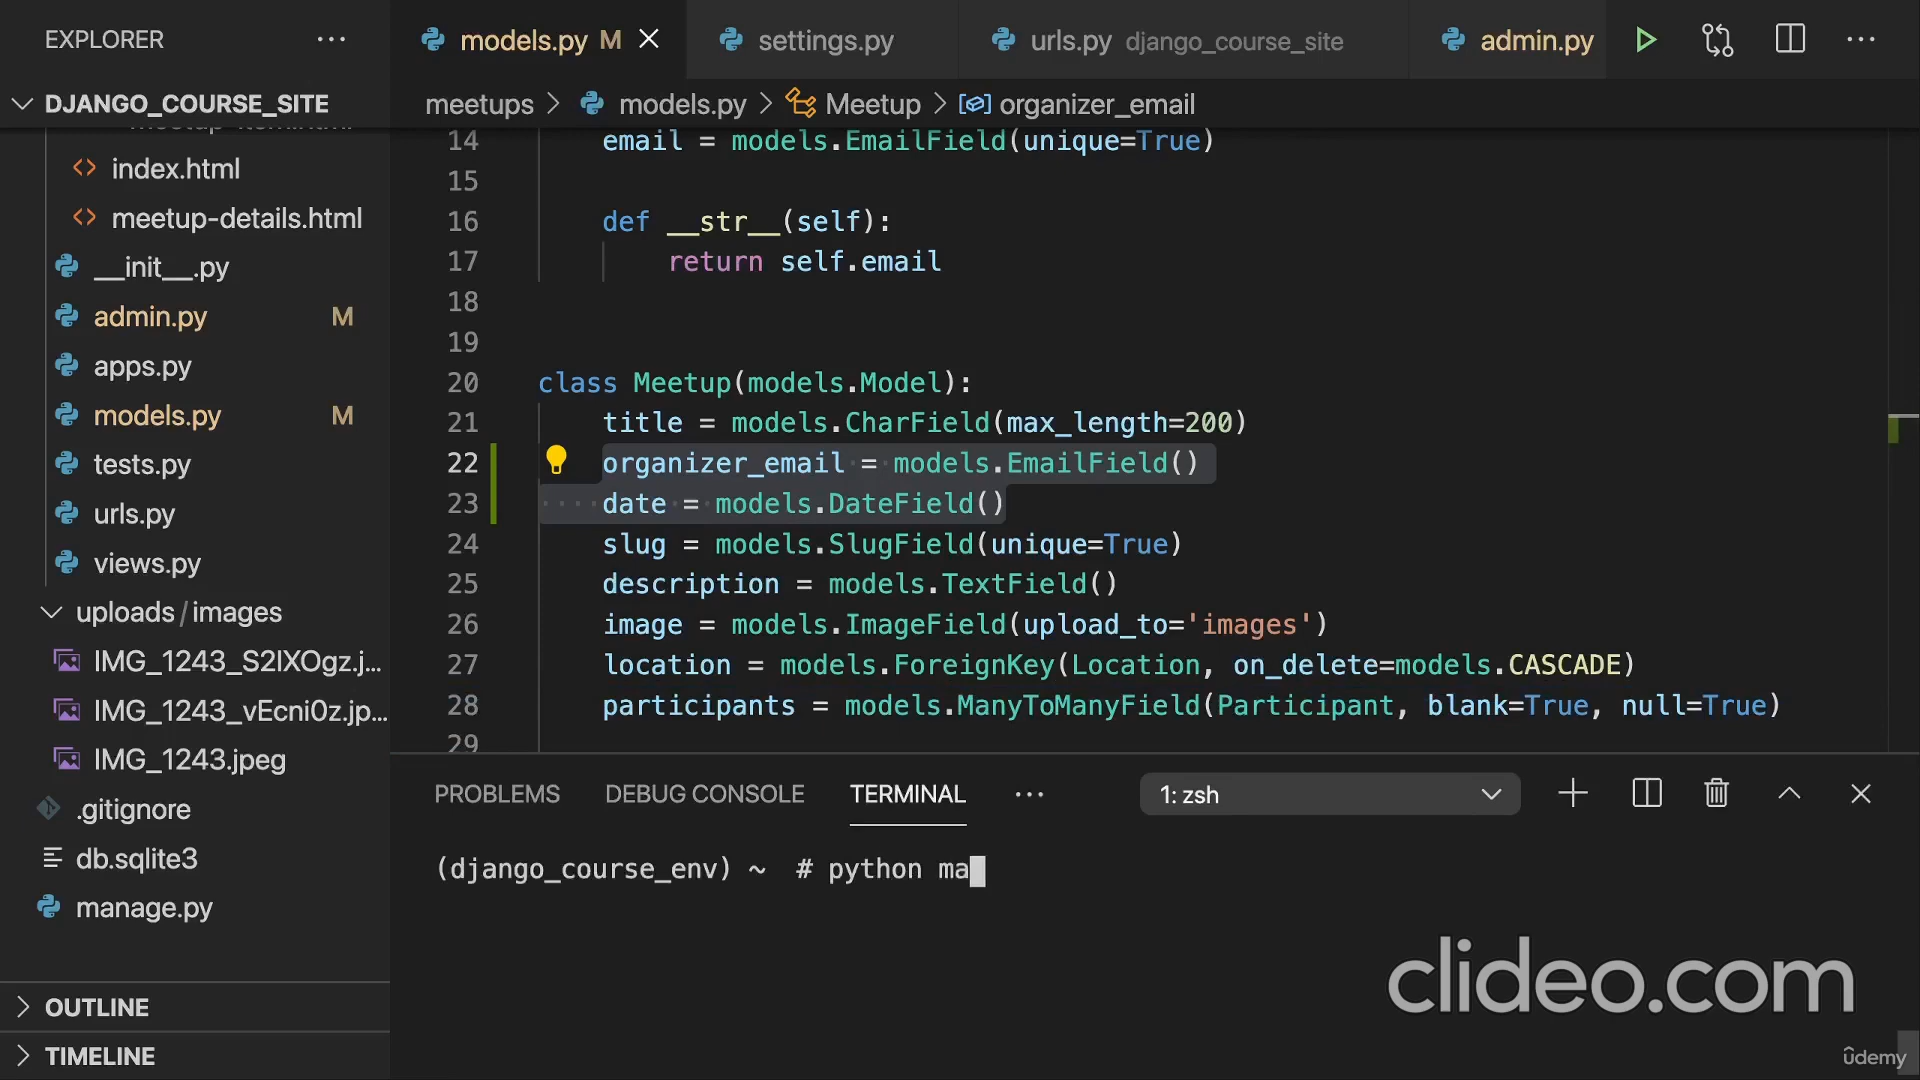 EXPLORER
DJANGO_COURSE_SITE
index.html
meetup-details.html
__init__.py
admin.py M
apps.py
models.py M
tests.py
urls.py
views.py
uploads/images
IMG_1243_S2lXOgz.j...
IMG_1243_vEcni0z.jp...
IMG_1243.jpeg
.gitignore
db.sqlite3
manage.py
OUTLINE
TIMELINE
models.py M
settings.py
urls.py django_course_site
admin.py
meetups > models.py > Meetup > organizer_email
14 email = models.EmailField(unique=True)
15
16 def __str__(self):
17 return self.email
18
19
20 class Meetup(models.Model):
21 title = models.CharField(max_length=200)
22 organizer_email = models.EmailField()
23 date = models.DateField()
24 slug = models.SlugField(unique=True)
25 description = models.TextField()
26 image = models.ImageField(upload_to='images')
27 location = models.ForeignKey(Location, on_delete=models.CASCADE)
28 participants = models.ManyToManyField(Participant, blank=True, null=True)
29
PROBLEMS DEBUG CONSOLE TERMINAL ... 1: zsh
(django_course_env) ~ # python ma
clideo.com
ûdemy